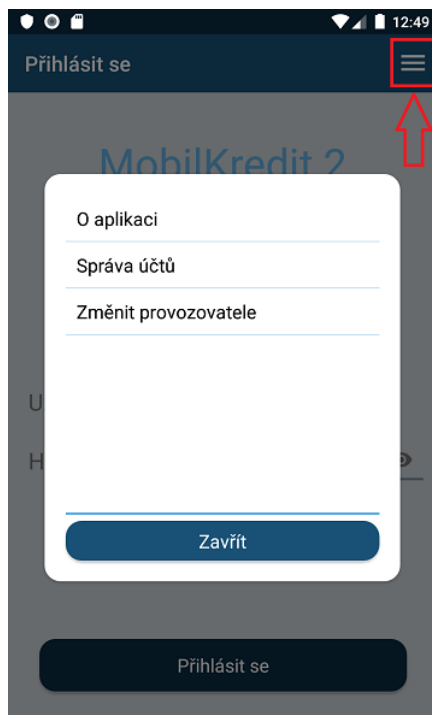 12:49
Přihlásit se
MobilKredit 2
O aplikaci
Správa účtů
Změnit provozovatele
U
H
Zavřít
Přihlásit se